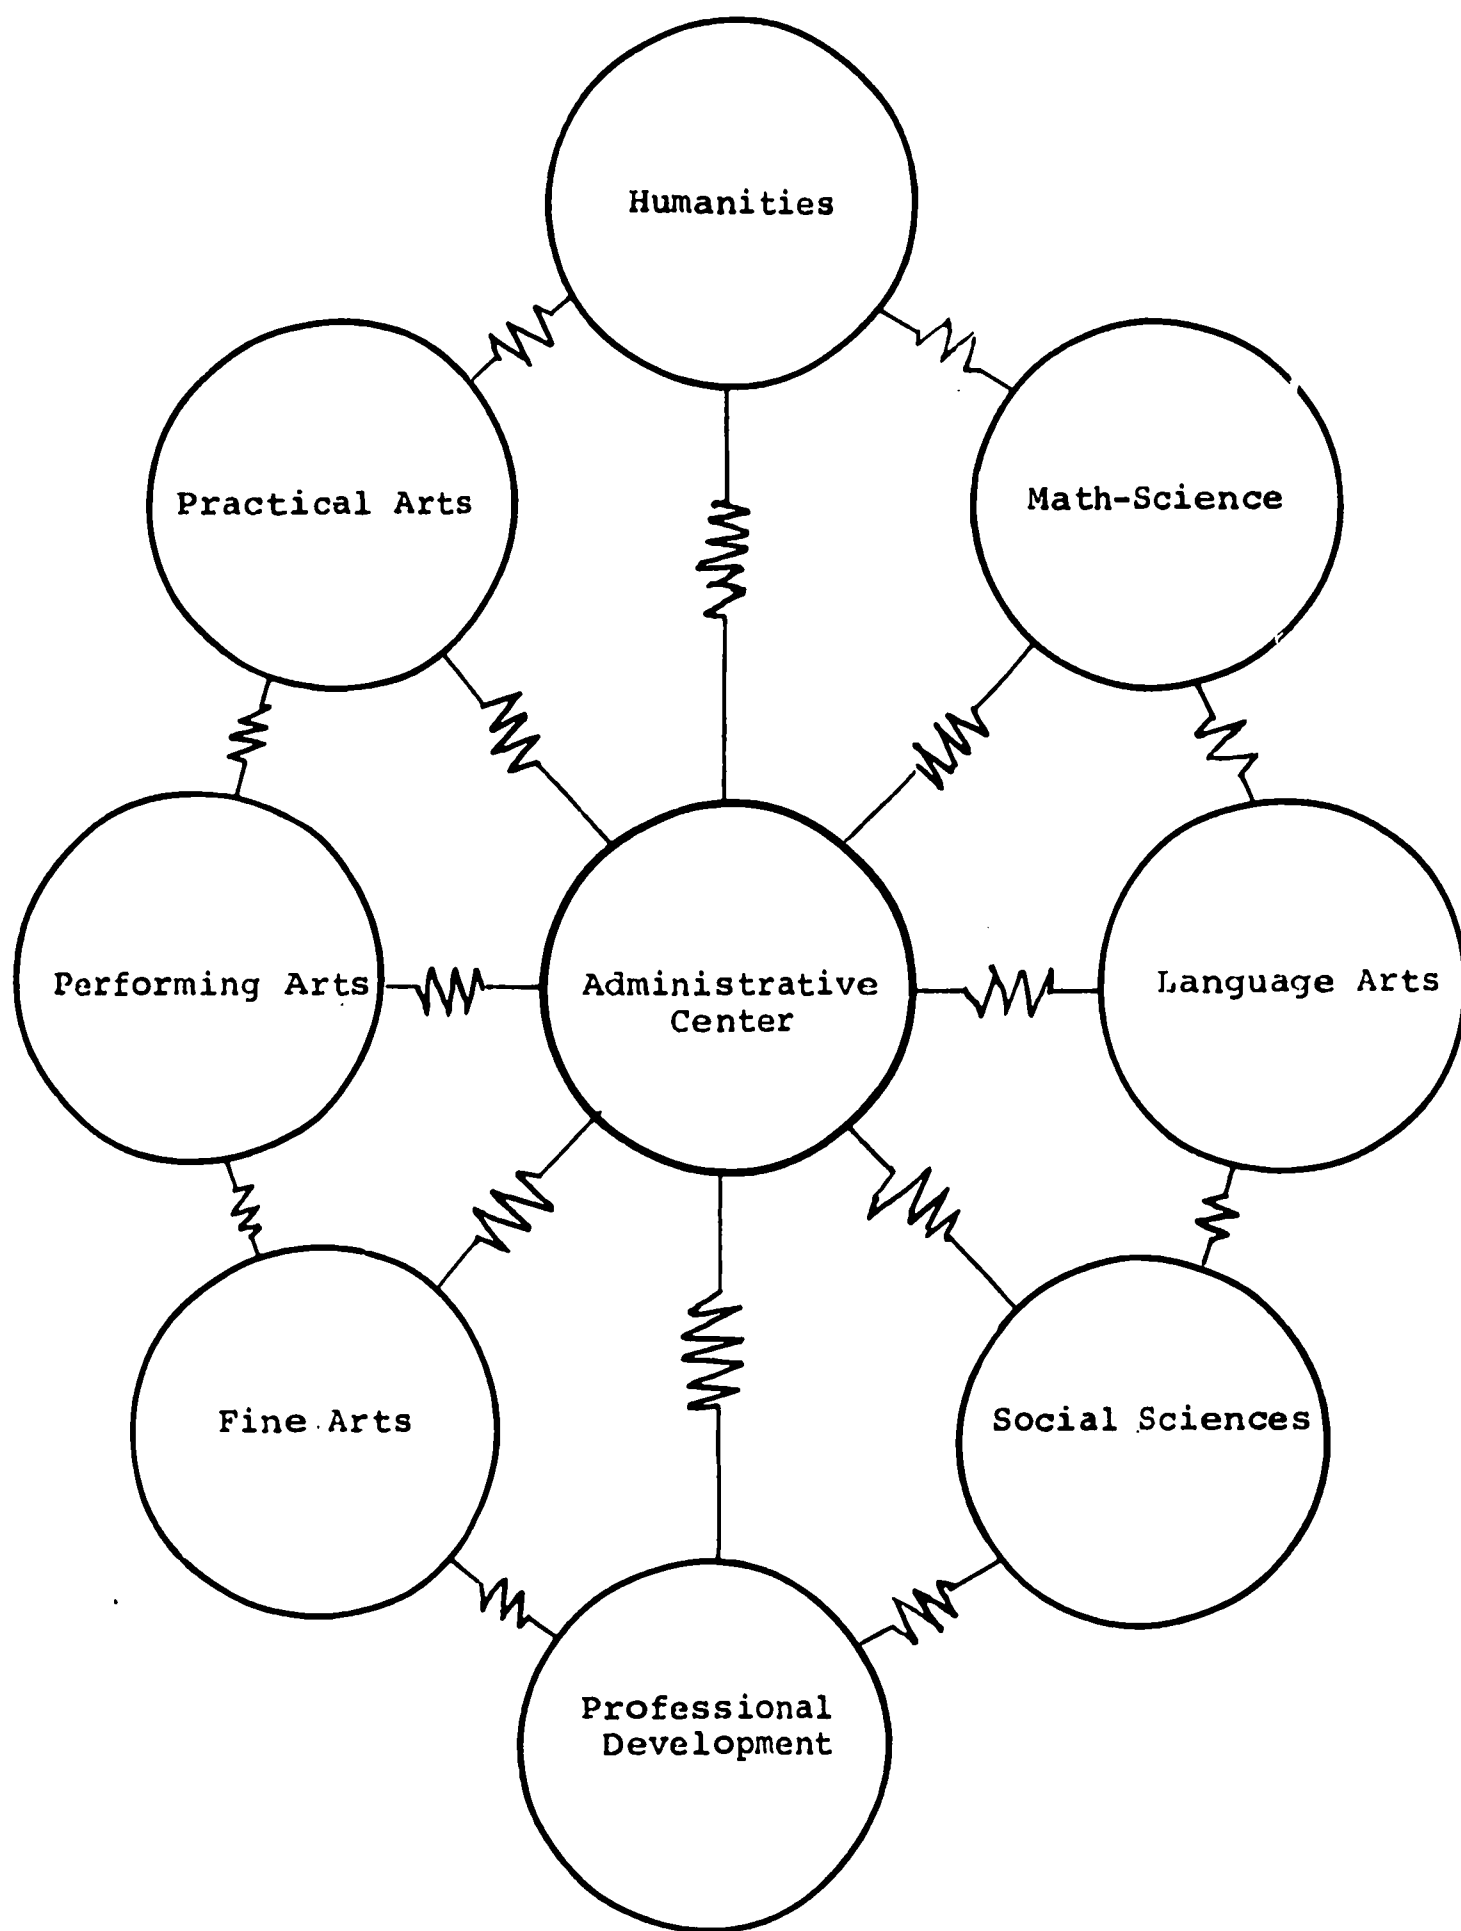 Humanities
Practical Arts
Math-Science
Performing Arts
Administrative
Center
Language Arts
Fine Arts
Social Sciences
Professional
Development